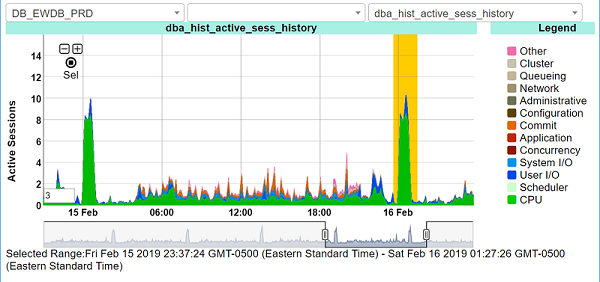 DB_EWDB_PRD dba_hist_active_sess_history
dba_hist_active_sess_history Legend
Sel
Active Sessions
14
12
10
8
6
4
2
0
3
15 Feb 06:00 12:00 18:00 16 Feb
Other
Cluster
Queueing
Network
Administrative
Configuration
Commit
Application
Concurrency
System I/O
User I/O
Scheduler
CPU
Selected Range:Fri Feb 15 2019 23:37:24 GMT-0500 (Eastern Standard Time) - Sat Feb 16 2019 01:27:26 GMT-0500
(Eastern Standard Time)